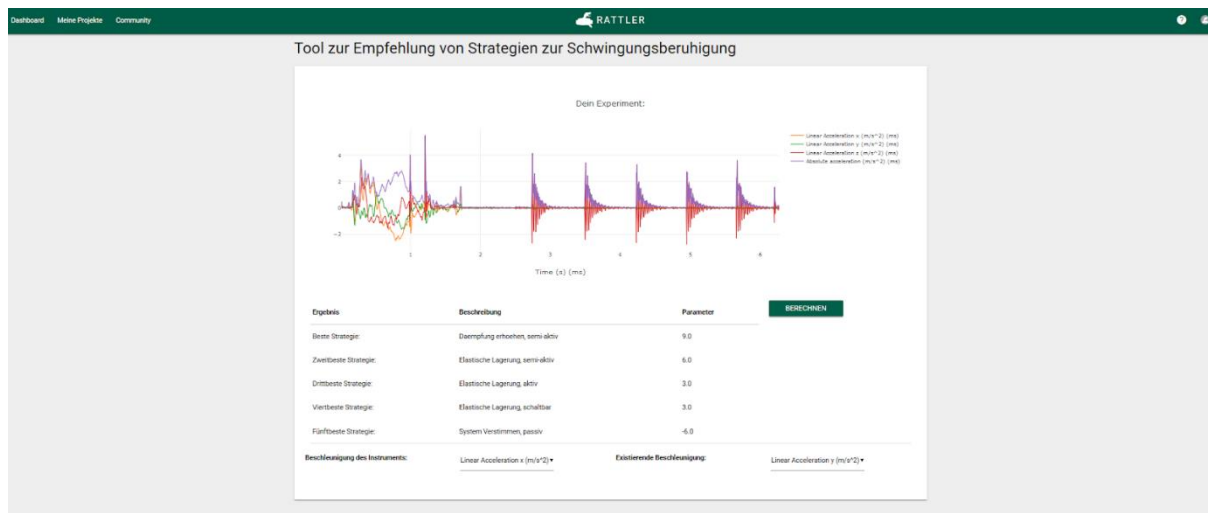 Dashboard Meine Projekte Community RATTLER ?
Tool zur Empfehlung von Strategien zur Schwingungsberuhigung
Dein Experiment:
Linear Acceleration x (m/s^2) (ms)
Linear Acceleration y (m/s^2) (ms)
Linear Acceleration z (m/s^2) (ms)
Absolute acceleration (m/s^2) (ms)
4
2
0
−2
1 2 3 4 5 6
Time (s) (ms)
BERECHNEN
Ergebnis Beschreibung Parameter
Beste Strategie: Daempfung erhoehen, semi-aktiv 9.0
Zweitbeste Strategie: Elastische Lagerung, semi-aktiv 6.0
Drittbeste Strategie: Elastische Lagerung, aktiv 3.0
Viertbeste Strategie: Elastische Lagerung, schaltbar 3.0
Fünftbeste Strategie: System Verstimmen, passiv -6.0
Beschleunigung des Instruments: Linear Acceleration x (m/s^2) Existierende Beschleunigung: Linear Acceleration y (m/s^2)